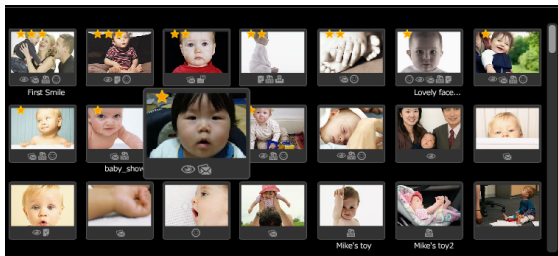 First Smile
Lovely face...
baby_show
Mike's toy
Mike's toy2